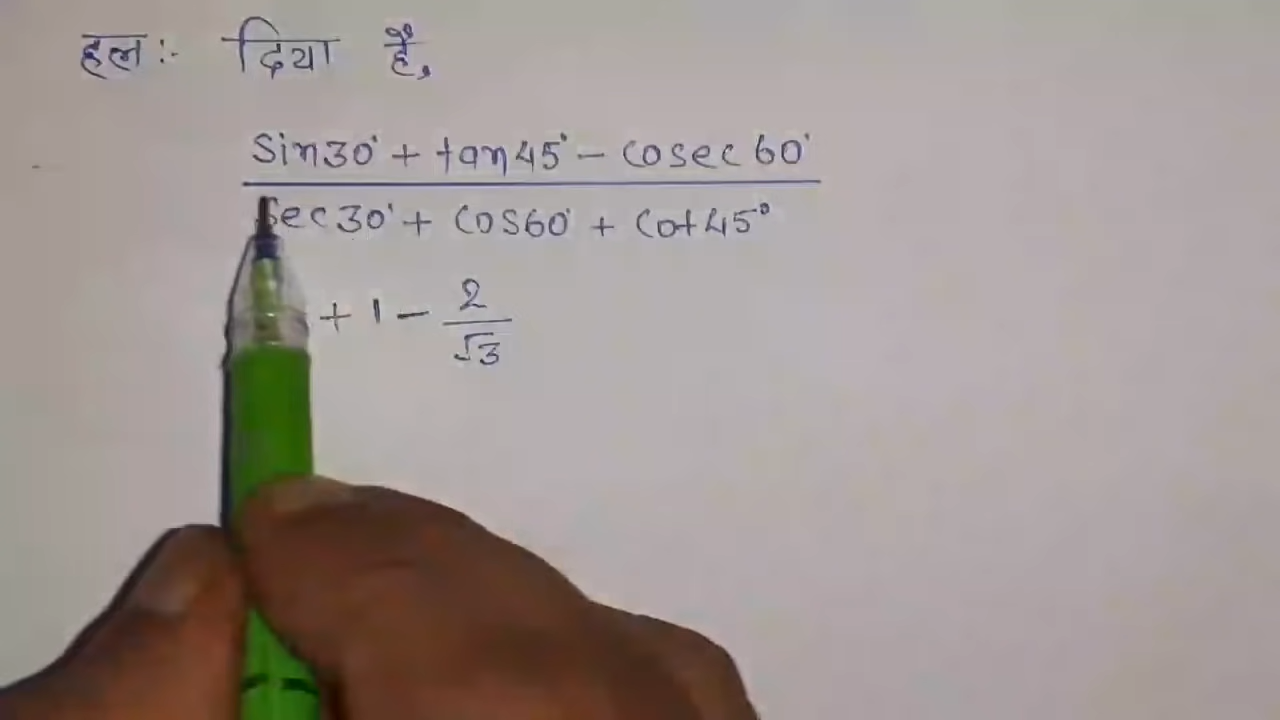 हल :- दिया है,
sin30° + tan45° - cosec60°
sec30° + cos60° + cot45°
+ 1 - 2/√3